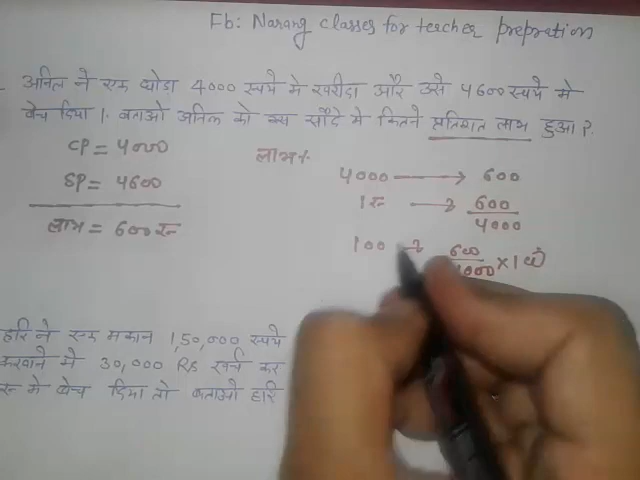 Fb: Narang classes for teacher prepration
अनिल ने एक घोड़ा 4000 रुपये मे खरीदा और उसे 4600 रुपये मे
बेच दिया। बताओ अनिल को इस सौदे मे कितने प्रतिशत लाभ हुआ?
CP = 4000
SP = 4600
लाभ = 600 रू
लाभ%
4000 → 600
1 रू → 600/4000
100 → 600/4000 × 100
हरि ने एक मकान 1,50,000 रुपये
करवाने मे 30,000 Rs खर्च कर
मे बेच दिया तो बताओ हरि